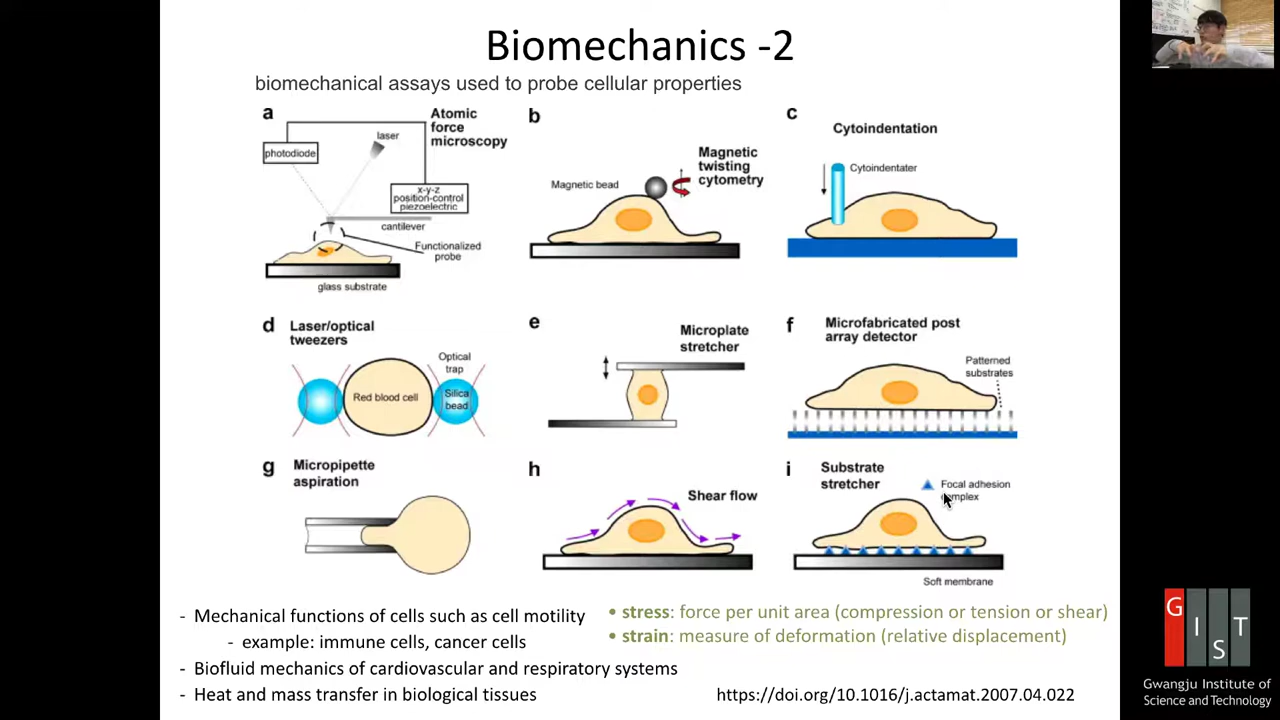 Biomechanics -2
biomechanical assays used to probe cellular properties
a
Atomic
force
microscopy
laser
photodiode
x-y-z
position-control
piezoelectric
cantilever
Functionalized
probe
glass substrate
b
Magnetic
twisting
cytometry
Magnetic bead
c
Cytoindentation
Cytoindentater
d
Laser/optical
tweezers
Optical
trap
Red blood cell
Silica
bead
e
Microplate
stretcher
f
Microfabricated post
array detector
Patterned
substrates
g
Micropipette
aspiration
h
Shear flow
i
Substrate
stretcher
Focal adhesion
complex
Soft membrane
- Mechanical functions of cells such as cell motility
- example: immune cells, cancer cells
- Biofluid mechanics of cardiovascular and respiratory systems
- Heat and mass transfer in biological tissues
• stress: force per unit area (compression or tension or shear)
• strain: measure of deformation (relative displacement)
https://doi.org/10.1016/j.actamat.2007.04.022
GIST
Gwangju Institute of
Science and Technology